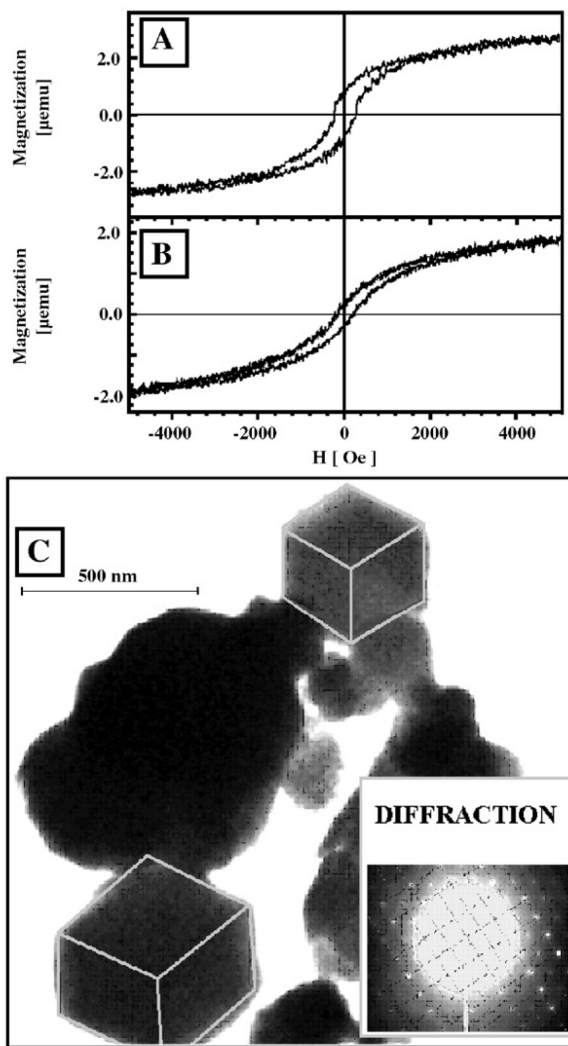 A
Magnetization
[µemu]
2.0
0.0
-2.0
B
Magnetization
[µemu]
2.0
0.0
-2.0
-4000 -2000 0 2000 4000
H [ Oe ]
C
500 nm
DIFFRACTION